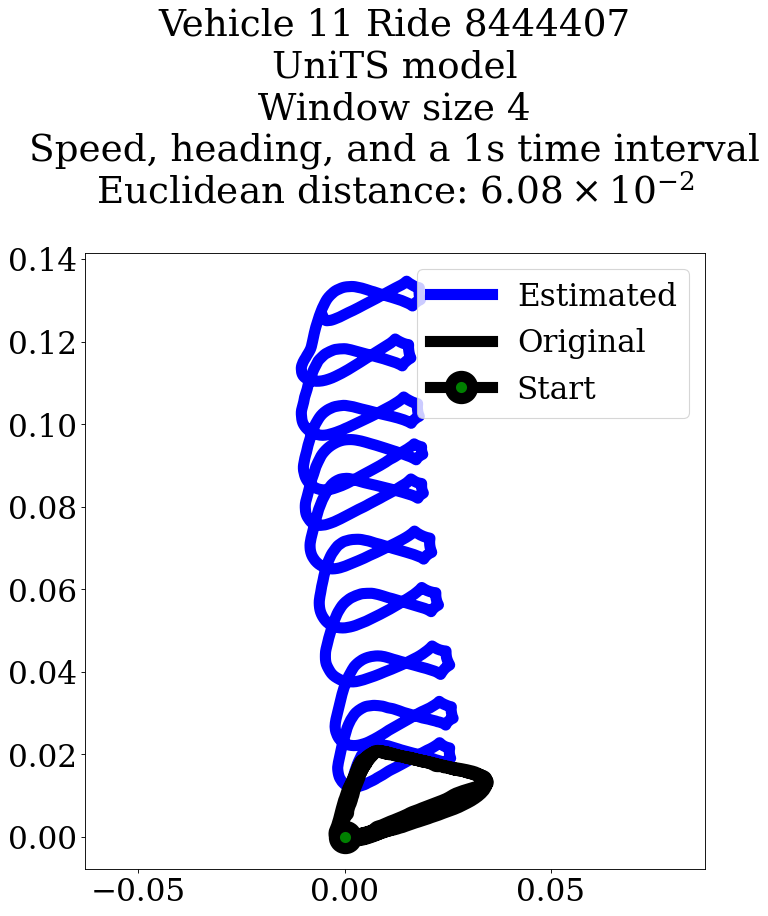 Vehicle 11 Ride 8444407
UniTS model
Window size 4
Speed, heading, and a 1s time interval
Euclidean distance: 6.08 × 10⁻²
0.14
Estimated
0.12
Original
Start
0.10
0.08
0.06
0.04
0.02
0.00
−0.05 0.00 0.05